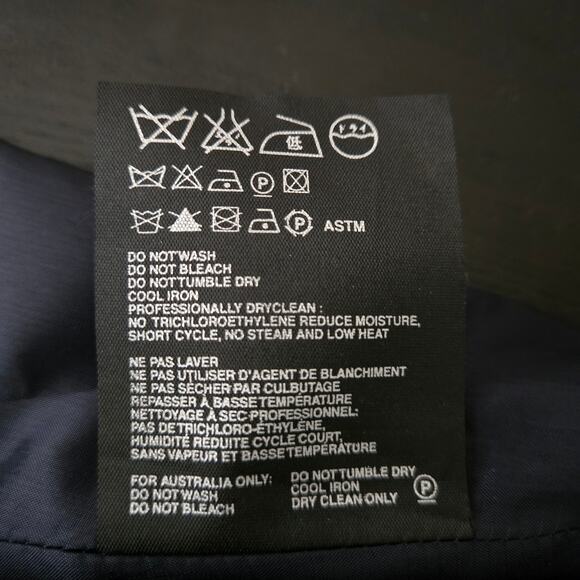 低
ドライ
P
P
ASTM
DO NOT WASH
DO NOT BLEACH
DO NOT TUMBLE DRY
COOL IRON
PROFESSIONALLY DRYCLEAN :
NO TRICHLOROETHYLENE REDUCE MOISTURE,
SHORT CYCLE, NO STEAM AND LOW HEAT
NE PAS LAVER
NE PAS UTILISER D'AGENT DE BLANCHIMENT
NE PAS SÉCHER PAR CULBUTAGE
REPASSER À BASSE TEMPÉRATURE
NETTOYAGE À SEC PROFESSIONNEL:
PAS DE TRICHLORO-ÉTHYLÈNE,
HUMIDITÉ RÉDUITE CYCLE COURT,
SANS VAPEUR ET BASSE TEMPÉRATURE
FOR AUSTRALIA ONLY:
DO NOT WASH
DO NOT BLEACH
DO NOT TUMBLE DRY
COOL IRON
DRY CLEAN ONLY
P